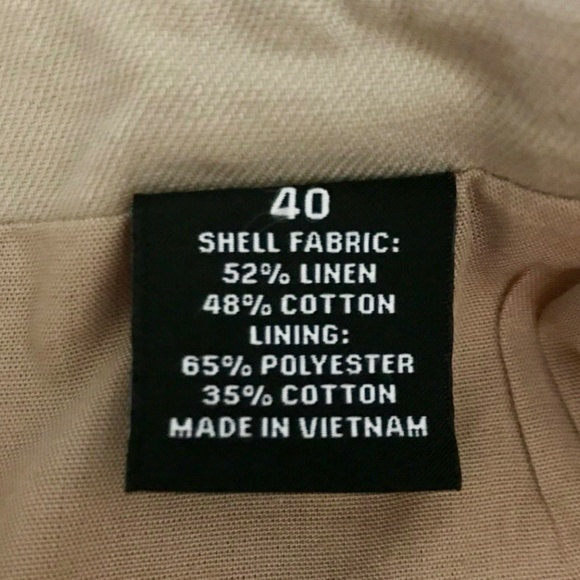 40
SHELL FABRIC:
52% LINEN
48% COTTON
LINING:
65% POLYESTER
35% COTTON
MADE IN VIETNAM